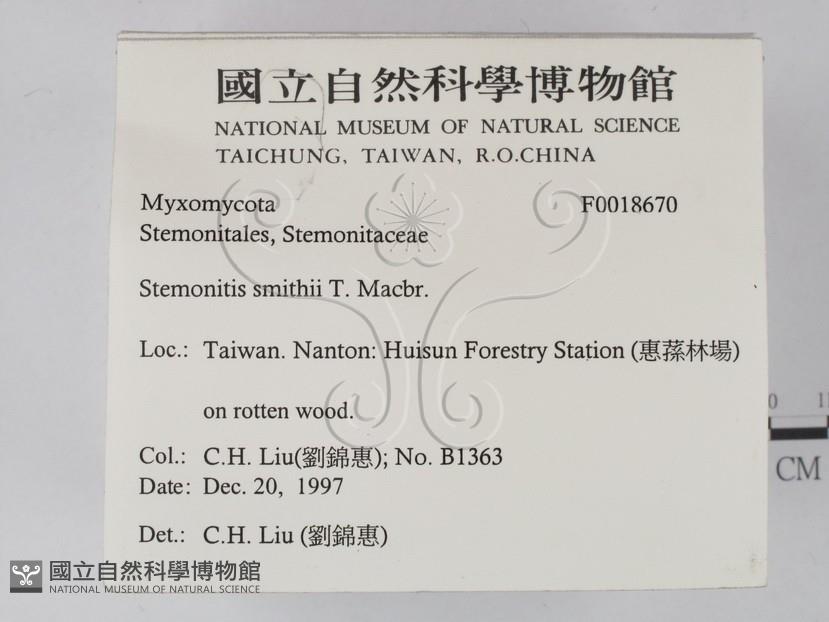 國立自然科學博物館
NATIONAL MUSEUM OF NATURAL SCIENCE
TAICHUNG, TAIWAN, R.O.CHINA
Myxomycota F0018670
Stemonitales, Stemonitaceae
Stemonitis smithii T. Macbr.
Loc.: Taiwan. Nanton: Huisun Forestry Station (惠蓀林場)
on rotten wood.
Col.: C.H. Liu(劉錦惠); No. B1363
Date: Dec. 20, 1997
Det.: C.H. Liu (劉錦惠)
0 1
CM
國立自然科學博物館
NATIONAL MUSEUM OF NATURAL SCIENCE